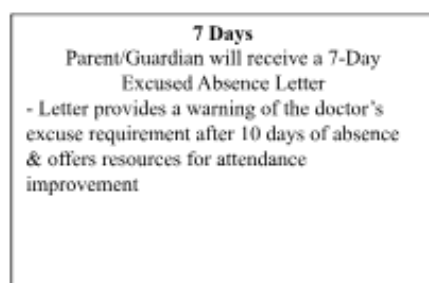 7 Days
Parent/Guardian will receive a 7-Day
Excused Absence Letter
- Letter provides a warning of the doctor's
excuse requirement after 10 days of absence
& offers resources for attendance
improvement